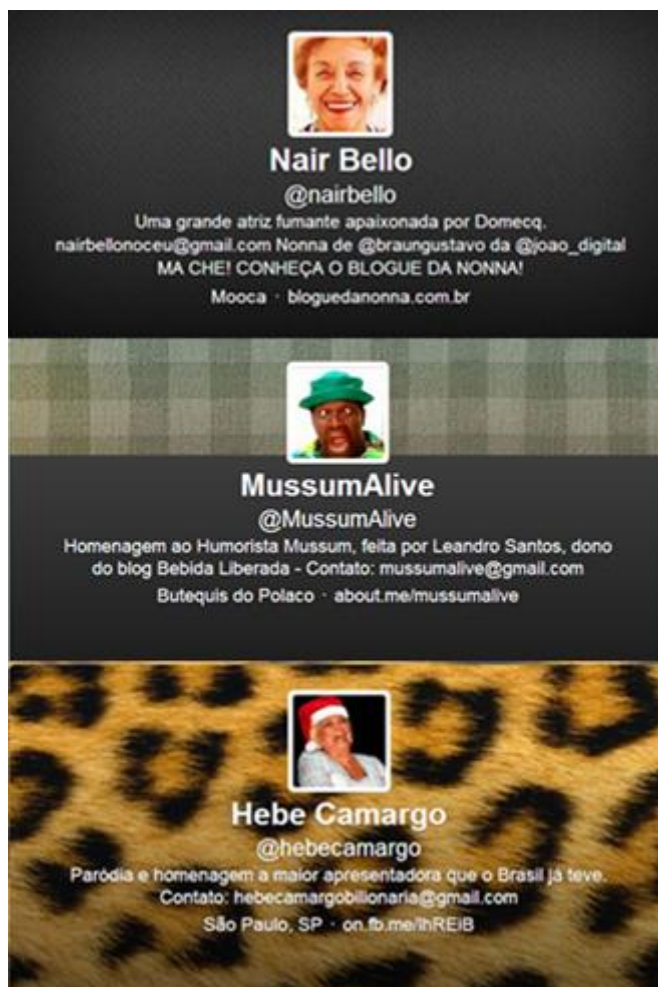 Nair Bello
@nairbello
Uma grande atriz fumante apaixonada por Domecq.
nairbellonoceu@gmail.com Nonna de @braungustavo da @joao_digital
MA CHE! CONHEÇA O BLOGUE DA NONNA!
Mooca · bloguedanonna.com.br
MussumAlive
@MussumAlive
Homenagem ao Humorista Mussum, feita por Leandro Santos, dono
do blog Bebida Liberada - Contato: mussumalive@gmail.com
Butequis do Polaco · about.me/mussumalive
Hebe Camargo
@hebecamargo
Paródia e homenagem a maior apresentadora que o Brasil já teve.
Contato: hebecamargobilionaria@gmail.com
São Paulo, SP · on.fb.me/lhREiB